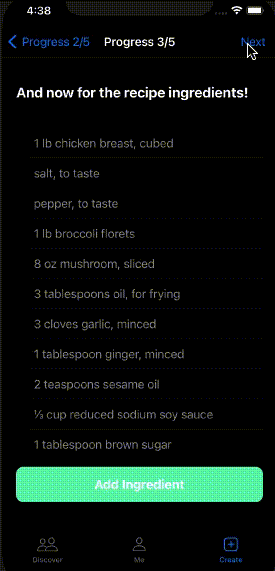 4:38
Progress 2/5
Progress 3/5
Next
And now for the recipe ingredients!
1 lb chicken breast, cubed
salt, to taste
pepper, to taste
1 lb broccoli florets
8 oz mushroom, sliced
3 tablespoons oil, for frying
3 cloves garlic, minced
1 tablespoon ginger, minced
2 teaspoons sesame oil
⅓ cup reduced sodium soy sauce
1 tablespoon brown sugar
Add Ingredient
Discover
Me
Create